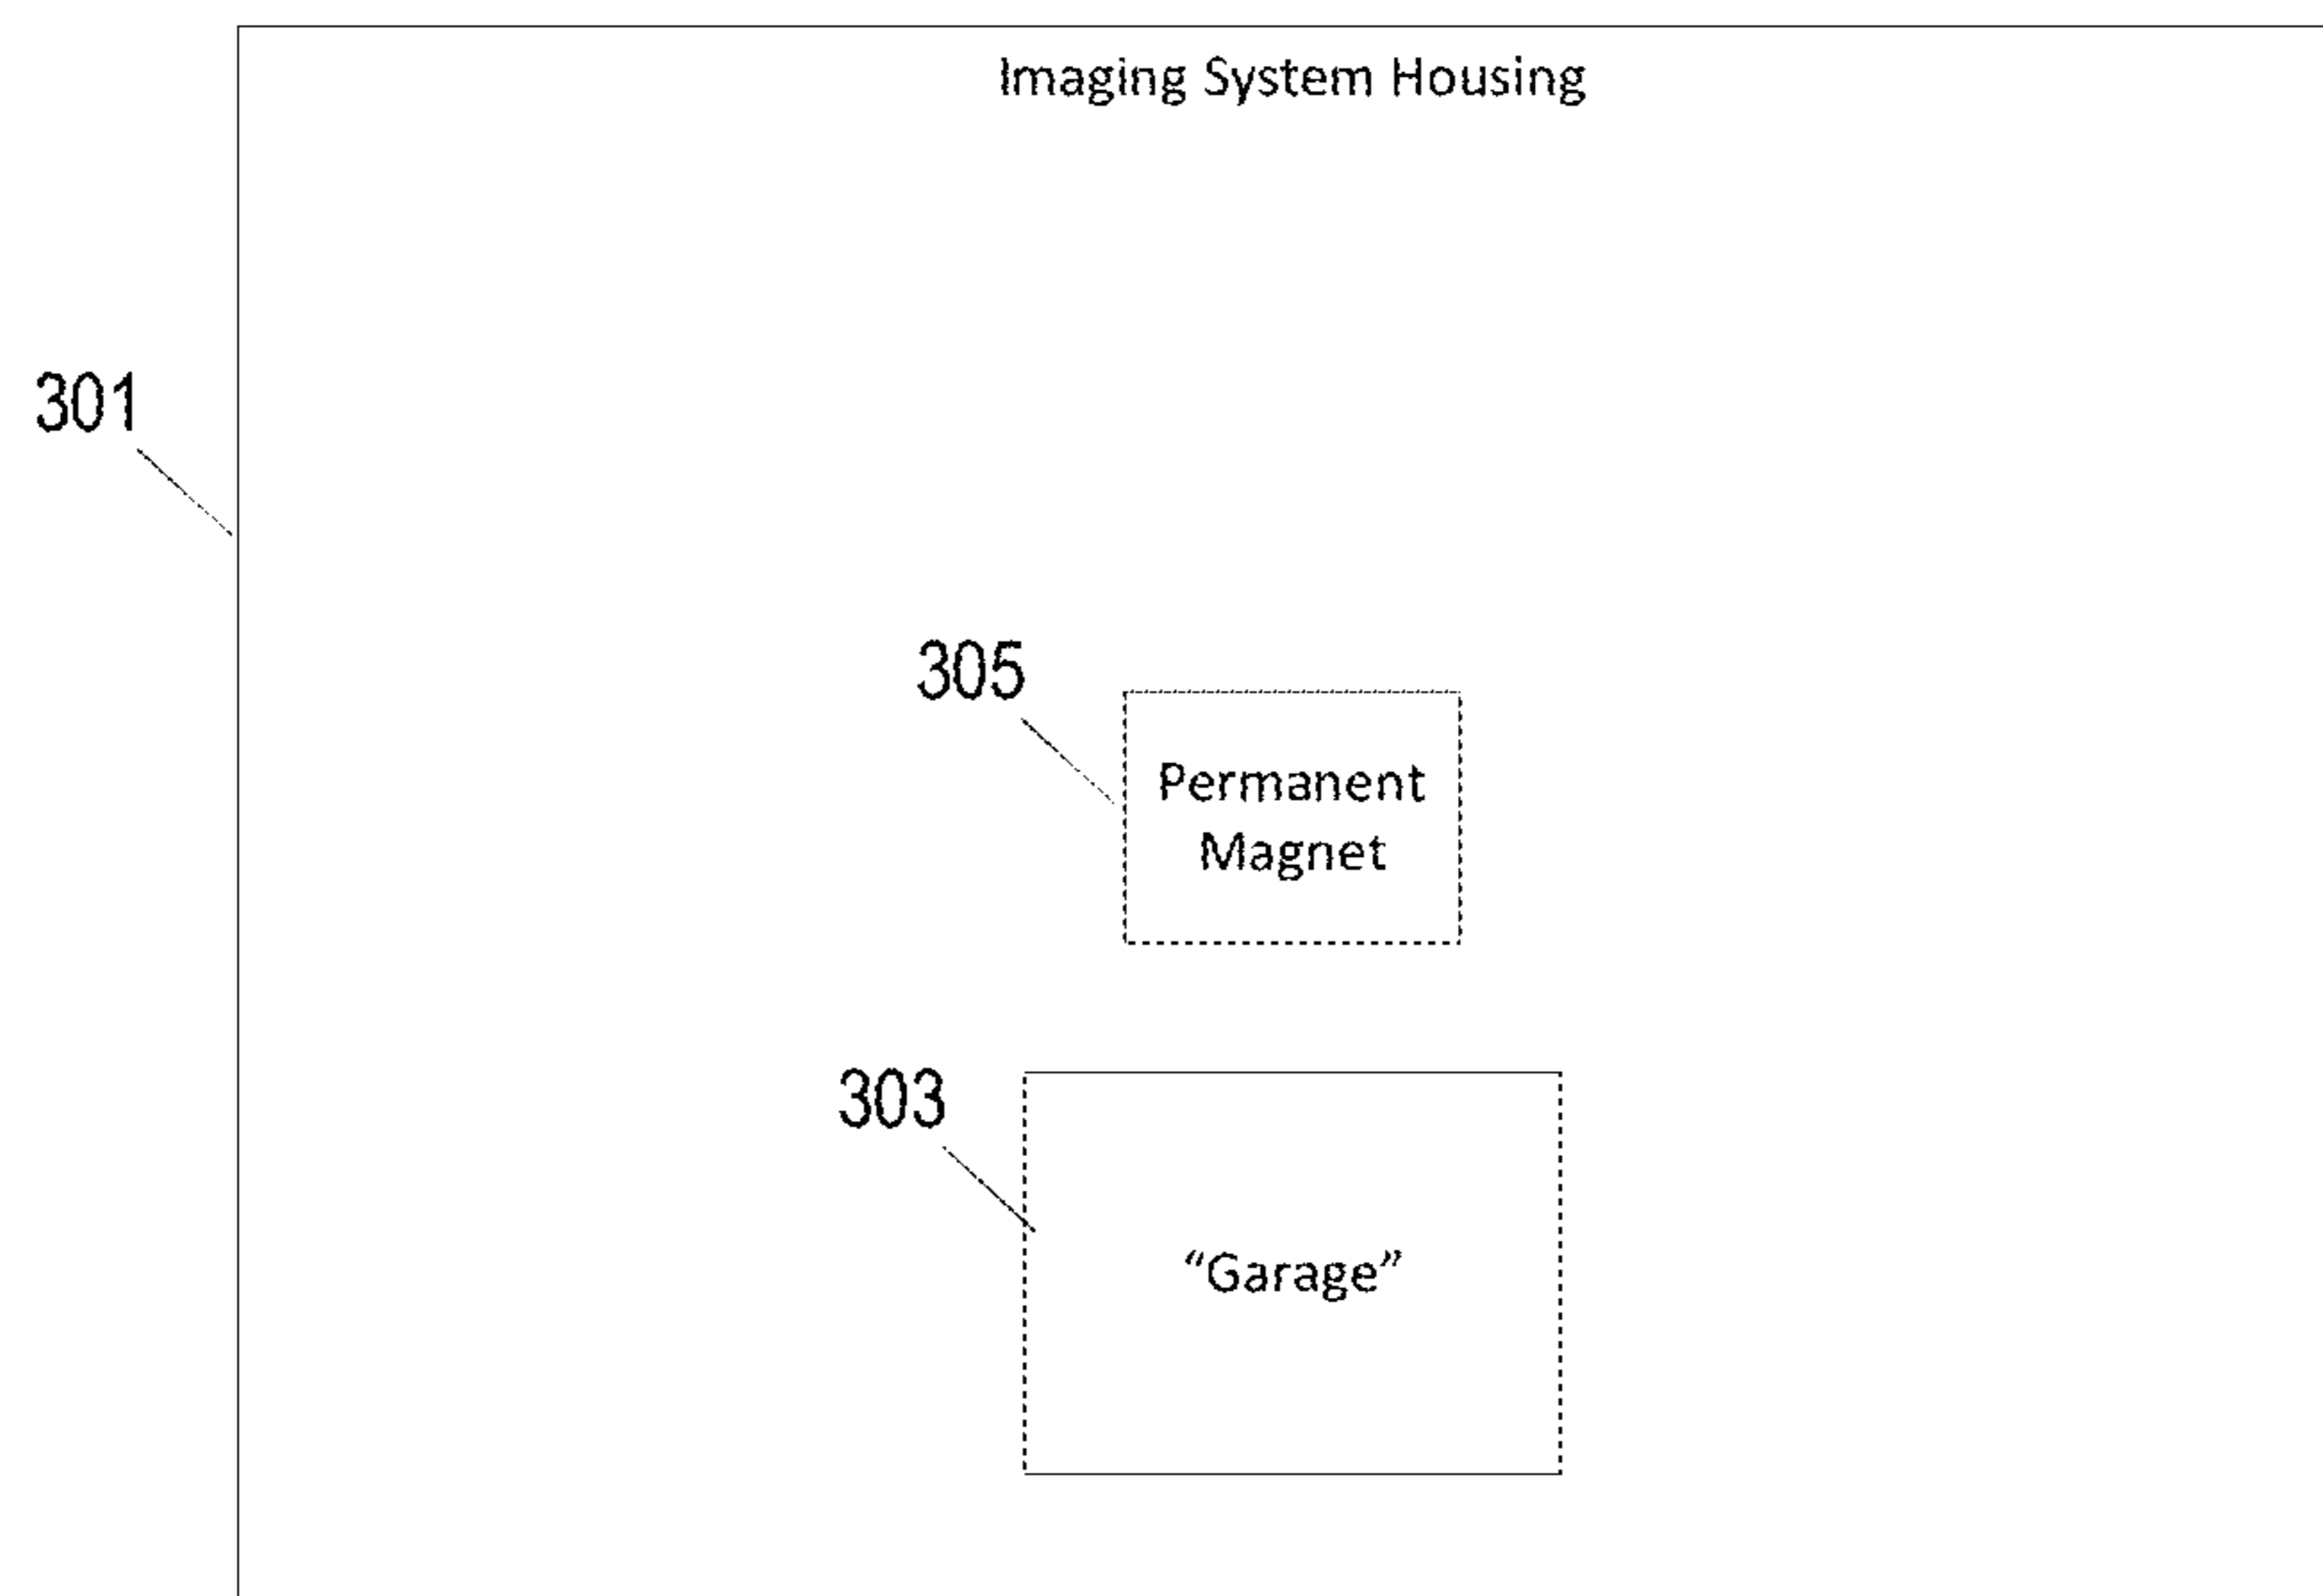 Imaging System Housing
301
305
Permanent
Magnet
303
“Garage”